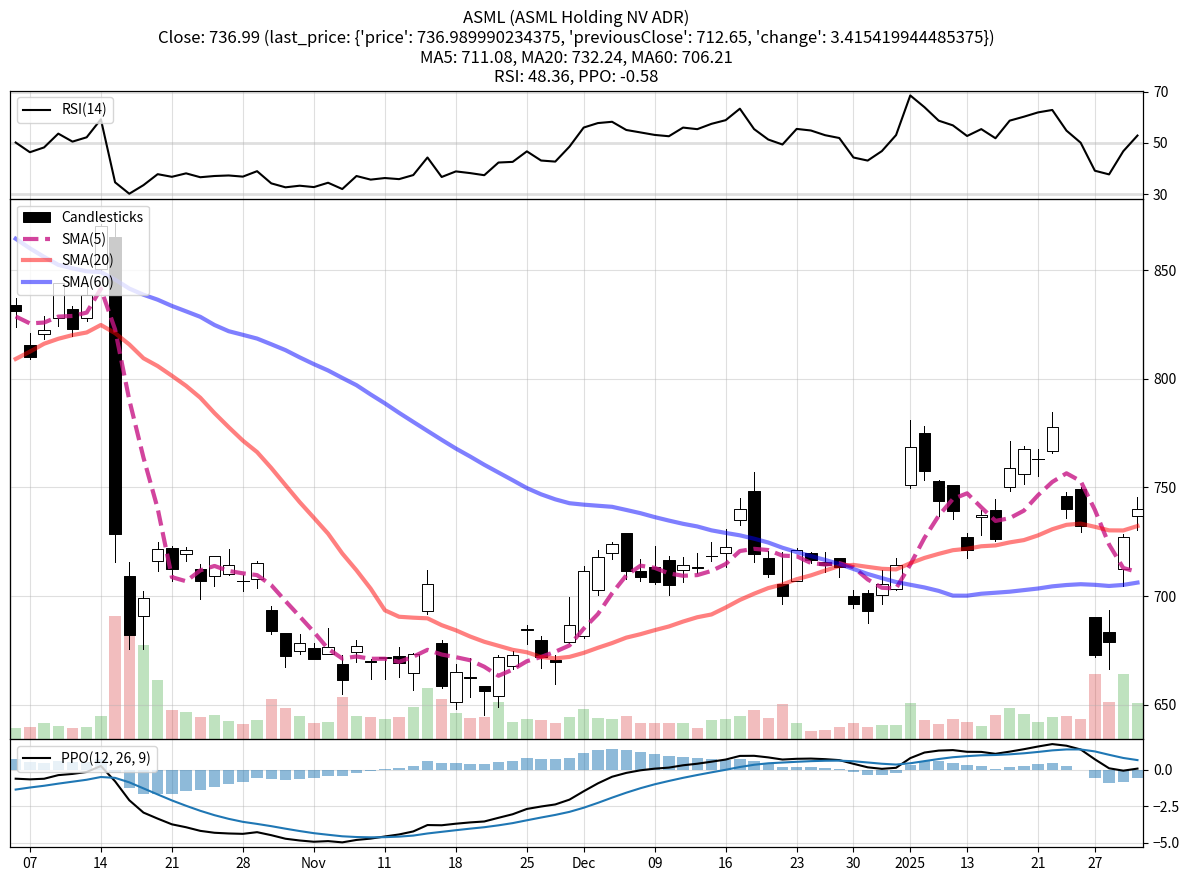 ASML (ASML Holding NV ADR)
Close: 736.99 (last_price: {'price': 736.989990234375, 'previousClose': 712.65, 'change': 3.415419944485375})
MA5: 711.08, MA20: 732.24, MA60: 706.21
RSI: 48.36, PPO: -0.58
RSI(14)
70
50
30
Candlesticks
SMA(5)
SMA(20)
SMA(60)
850
800
750
700
650
PPO(12, 26, 9)
0.0
−2.5
−5.0
07 14 21 28 Nov 11 18 25 Dec 09 16 23 30 2025 13 21 27